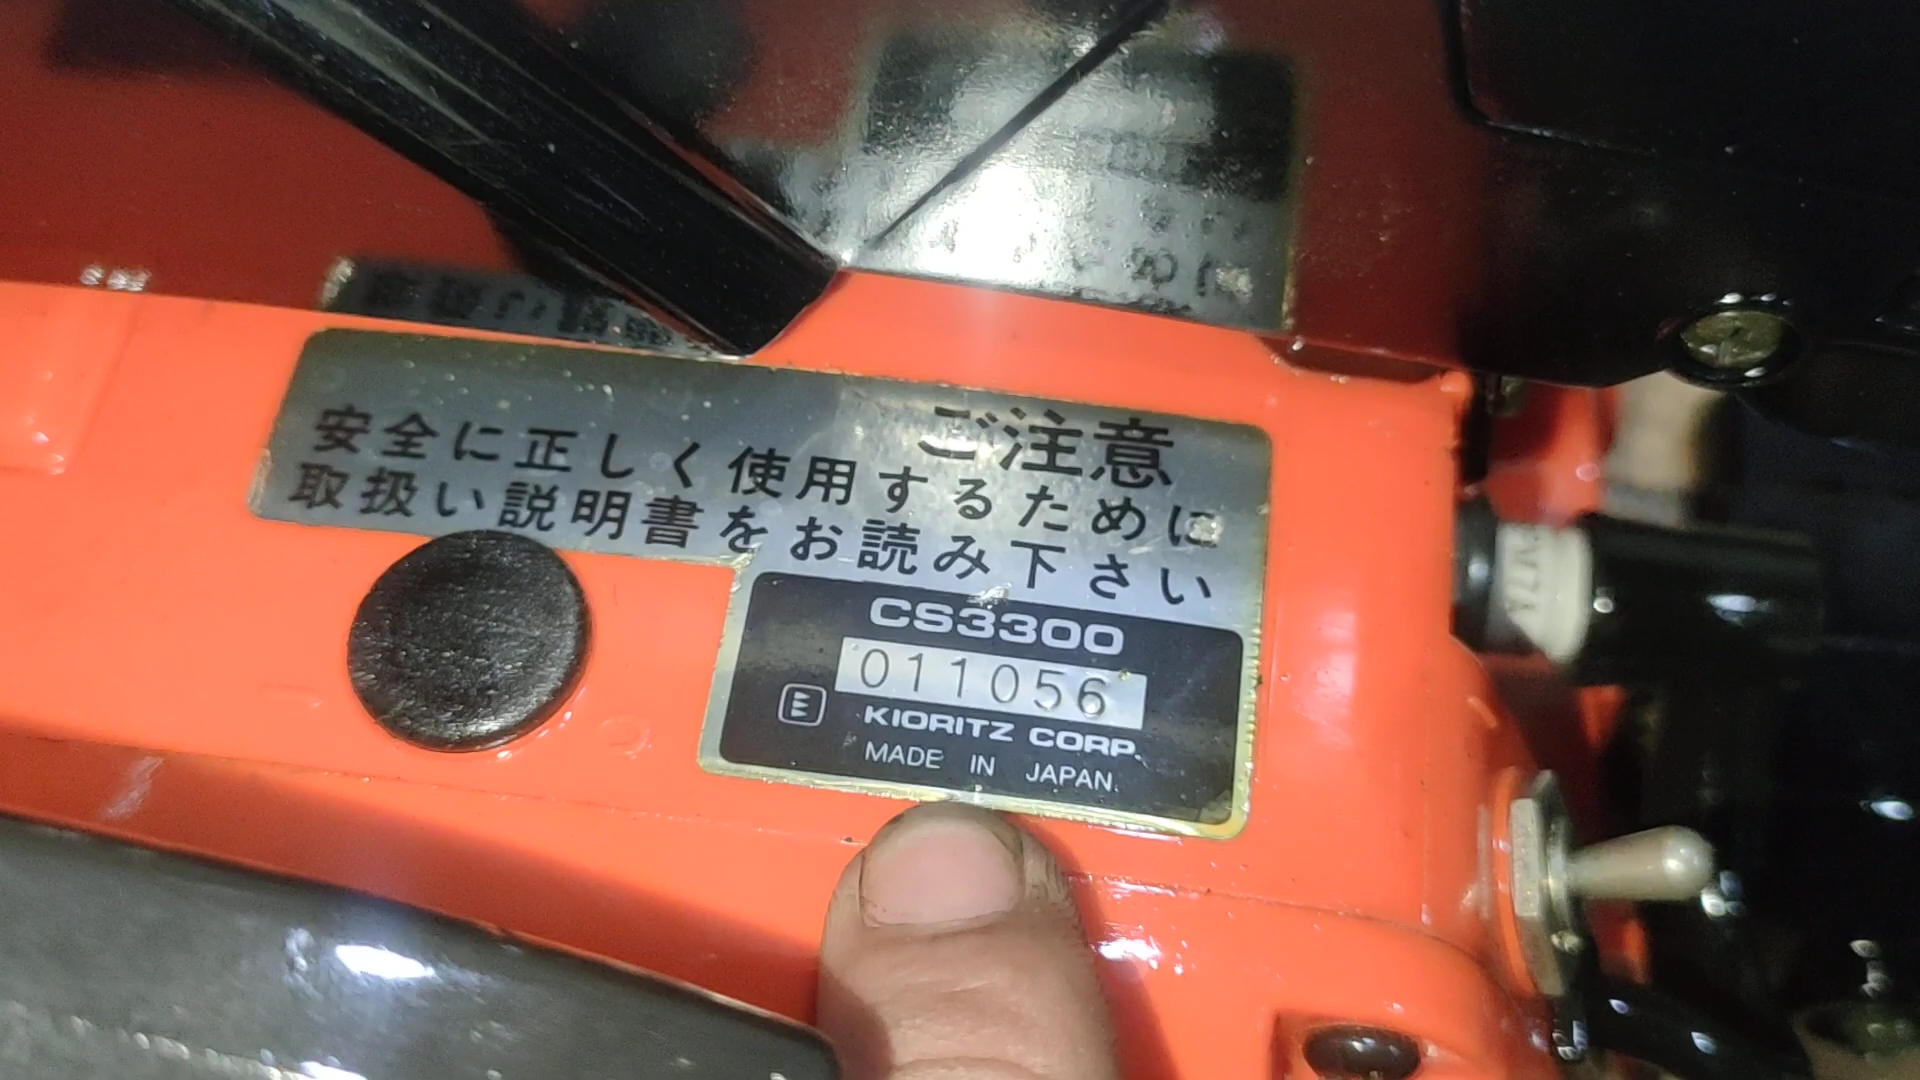 ご注意
安全に正しく使用するために
取扱い説明書をお読み下さい
CS3300
011056
KIORITZ CORP.
MADE IN JAPAN.